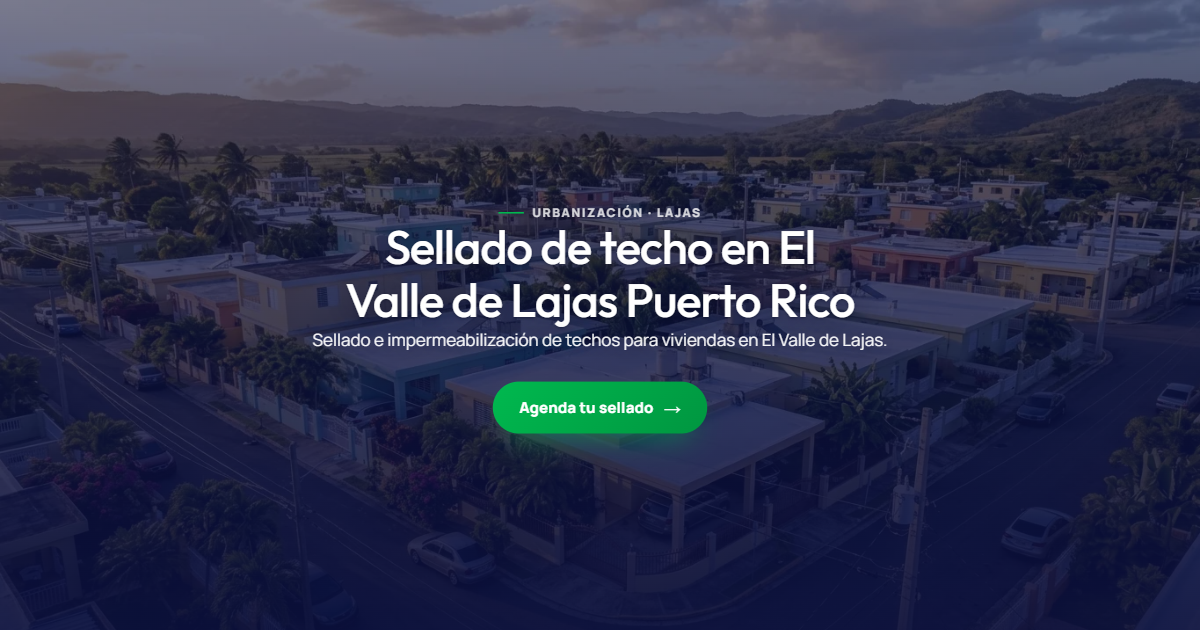 URBANIZACIÓN · LAJAS
Sellado de techo en El
Valle de Lajas Puerto Rico
Sellado e impermeabilización de techos para viviendas en El Valle de Lajas.
Agenda tu sellado →